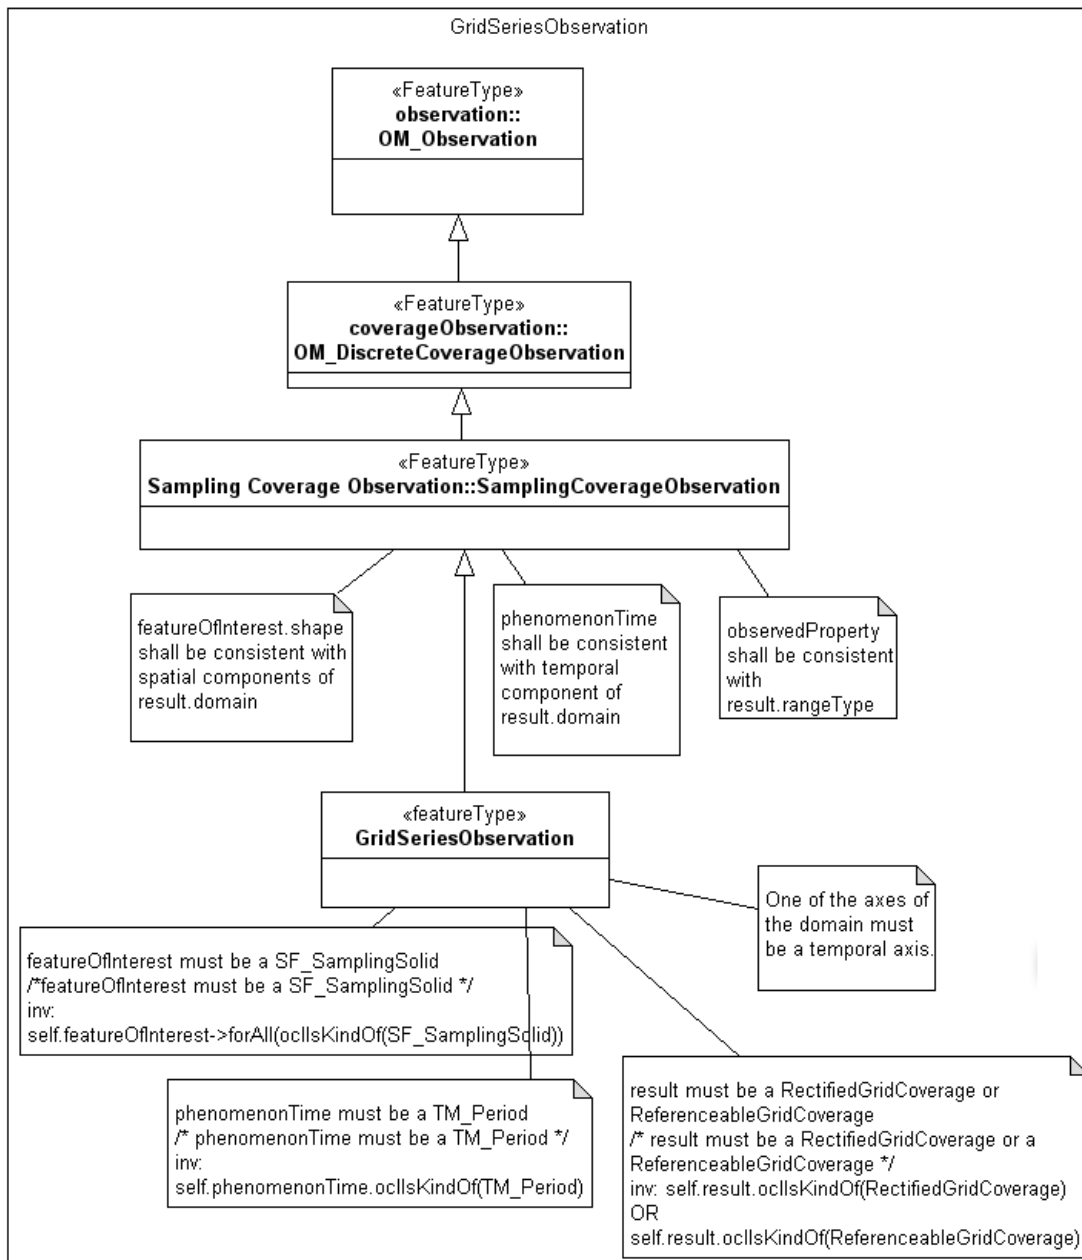 GridSeriesObservation
«FeatureType»
observation::
OM_Observation
«FeatureType»
coverageObservation::
OM_DiscreteCoverageObservation
«FeatureType»
Sampling Coverage Observation::SamplingCoverageObservation
featureOfInterest.shape
shall be consistent with
spatial components of
result.domain
phenomenonTime
shall be consistent
with temporal
component of
result.domain
observedProperty
shall be consistent
with
result.rangeType
«featureType»
GridSeriesObservation
One of the axes of
the domain must
be a temporal axis.
featureOfInterest must be a SF_SamplingSolid
/*featureOfInterest must be a SF_SamplingSolid */
inv:
self.featureOfInterest->forAll(oclIsKindOf(SF_SamplingSolid))
phenomenonTime must be a TM_Period
/* phenomenonTime must be a TM_Period */
inv:
self.phenomenonTime.oclIsKindOf(TM_Period)
result must be a RectifiedGridCoverage or
ReferenceableGridCoverage
/* result must be a RectifiedGridCoverage or a
ReferenceableGridCoverage */
inv: self.result.oclIsKindOf(RectifiedGridCoverage)
OR
self.result.oclIsKindOf(ReferenceableGridCoverage)